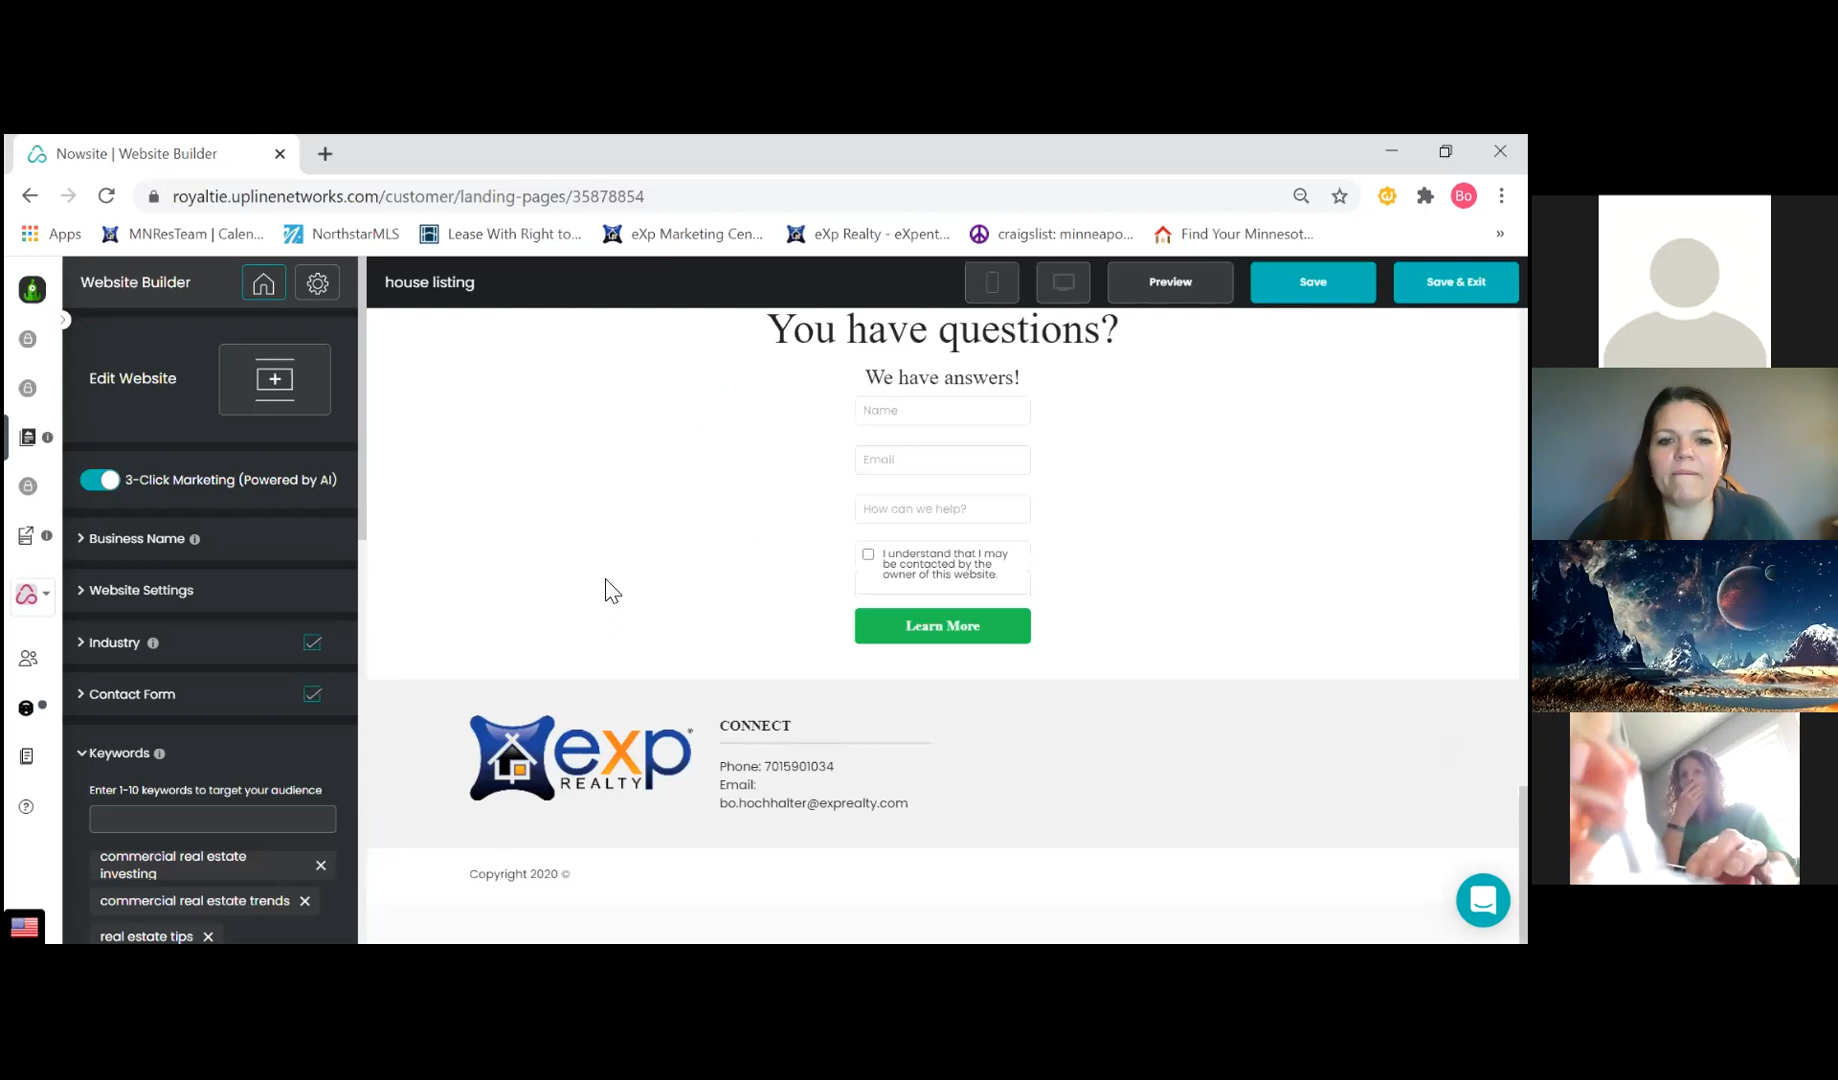 Nowsite | Website Builder
royaltie.uplinenetworks.com/customer/landing-pages/35878854
Bo
Apps
MNResTeam | Calen...
NorthstarMLS
Lease With Right to...
eXp Marketing Cen...
eXp Realty - eXpent...
craigslist: minneapo...
Find Your Minnesot...
»
Website Builder
house listing
Preview
Save
Save & Exit
Edit Website
3-Click Marketing (Powered by AI)
Business Name
Website Settings
Industry
Contact Form
Keywords
Enter 1-10 keywords to target your audience
commercial real estate
investing
commercial real estate trends
real estate tips
You have questions?
We have answers!
Name
Email
How can we help?
I understand that I may
be contacted by the
owner of this website.
Learn More
exp
REALTY
CONNECT
Phone: 7015901034
Email:
bo.hochhalter@exprealty.com
Copyright 2020 ©